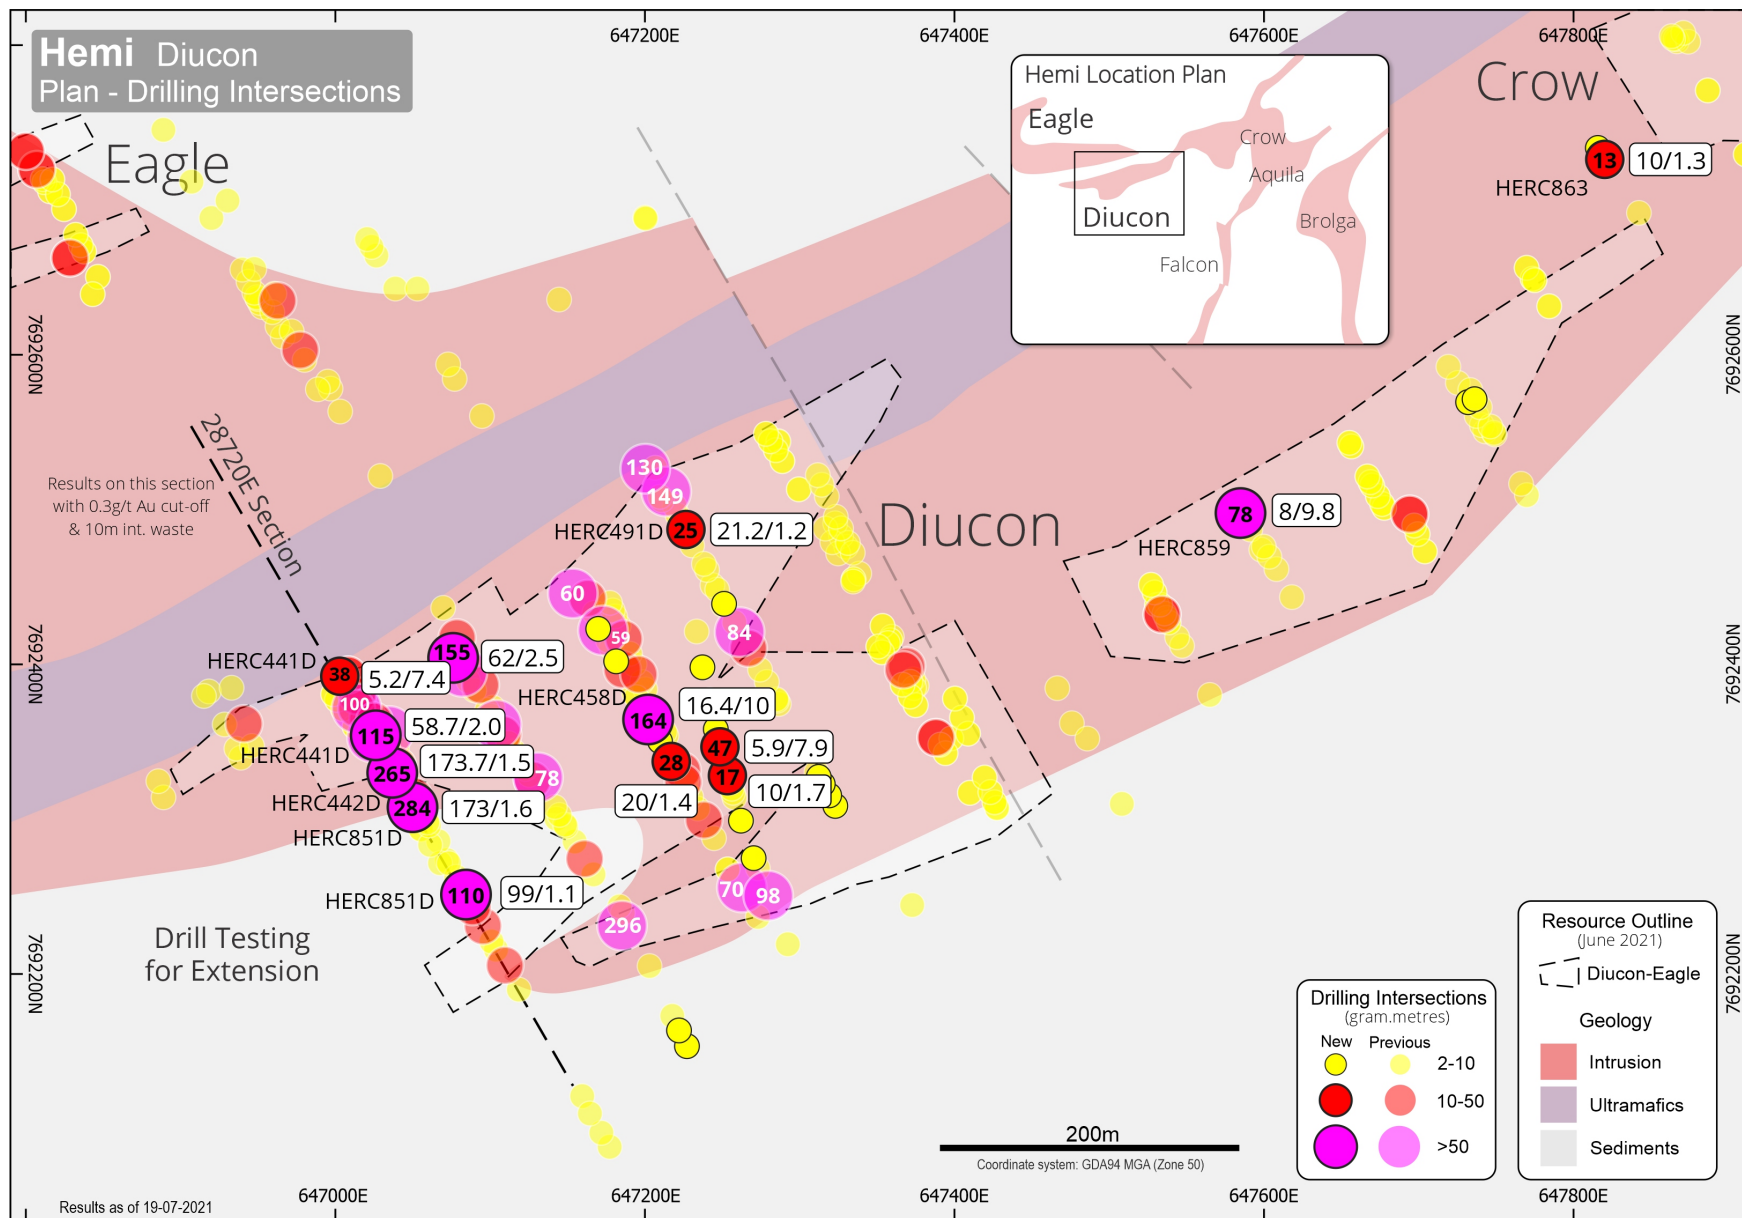 Hemi Diucon
Plan - Drilling Intersections
647200E
647400E
647600E
647800E
Hemi Location Plan
Eagle
Crow
Aquila
Diucon
Brolga
Falcon
Crow
13
10/1.3
HERC863
Eagle
7692600N
7692600N
28720E Section
Results on this section
with 0.3g/t Au cut-off
& 10m int. waste
130
149
HERC491D
25
21.2/1.2
Diucon
78
8/9.8
HERC859
60
59
84
7692400N
7692400N
HERC441D
38
5.2/7.4
155
62/2.5
100
HERC458D
164
16.4/10
115
58.7/2.0
HERC441D
47
5.9/7.9
265
173.7/1.5
HERC442D
78
28
17
20/1.4
10/1.7
284
173/1.6
HERC851D
110
99/1.1
HERC851D
70
98
296
Drill Testing
for Extension
7692200N
7692200N
Resource Outline
(June 2021)
Diucon-Eagle
Geology
Intrusion
Ultramafics
Sediments
Drilling Intersections
(gram.metres)
New Previous
2-10
10-50
>50
200m
Coordinate system: GDA94 MGA (Zone 50)
Results as of 19-07-2021
647000E
647200E
647400E
647600E
647800E